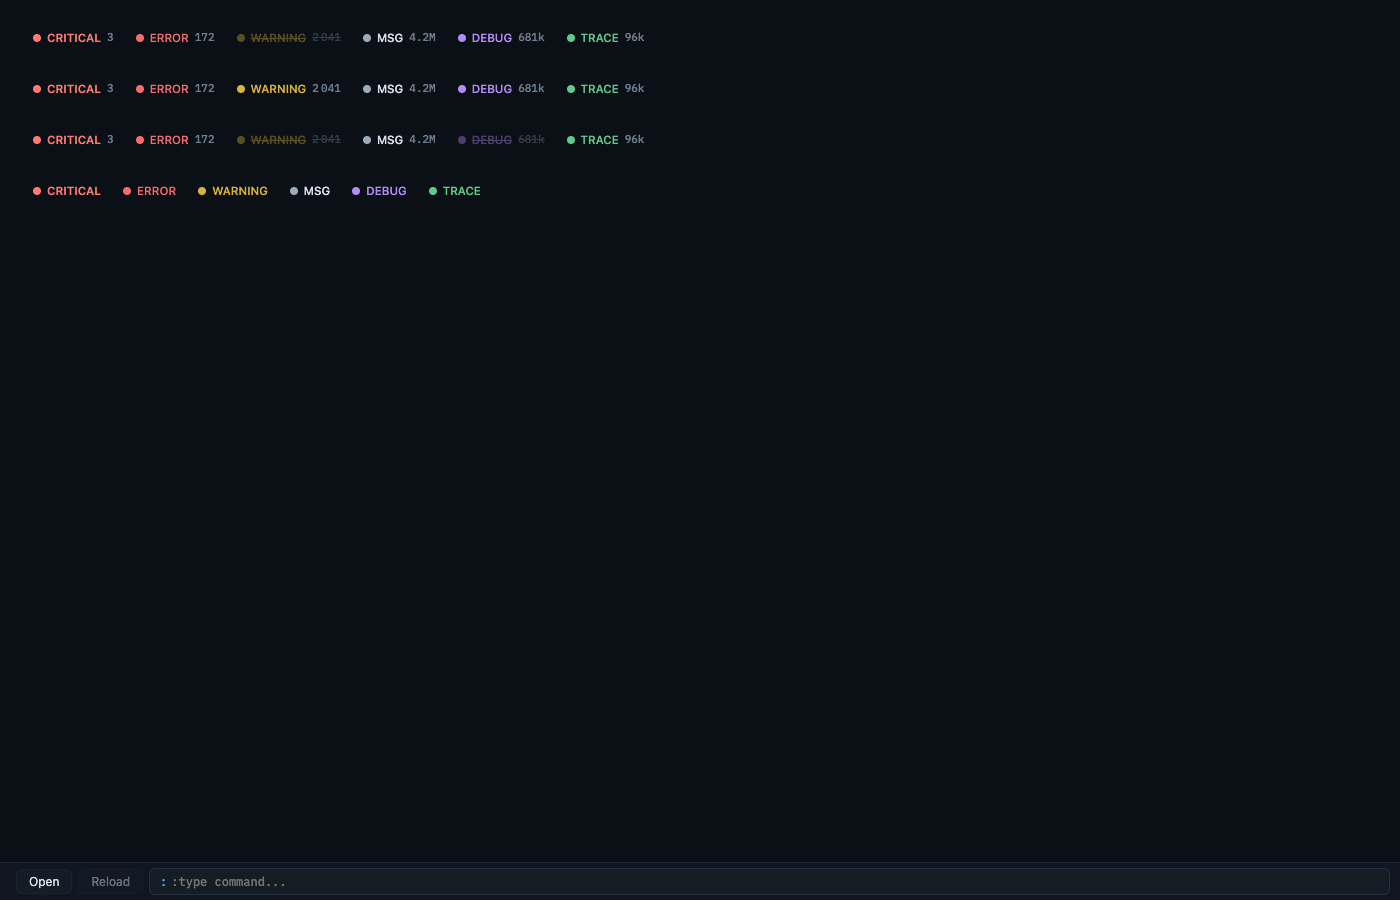 CRITICAL 3 ERROR 172 WARNING 2 041 MSG 4.2M DEBUG 681k TRACE 96k
CRITICAL 3 ERROR 172 WARNING 2 041 MSG 4.2M DEBUG 681k TRACE 96k
CRITICAL 3 ERROR 172 WARNING 2 041 MSG 4.2M DEBUG 681k TRACE 96k
CRITICAL ERROR WARNING MSG DEBUG TRACE
Open Reload : :type command...